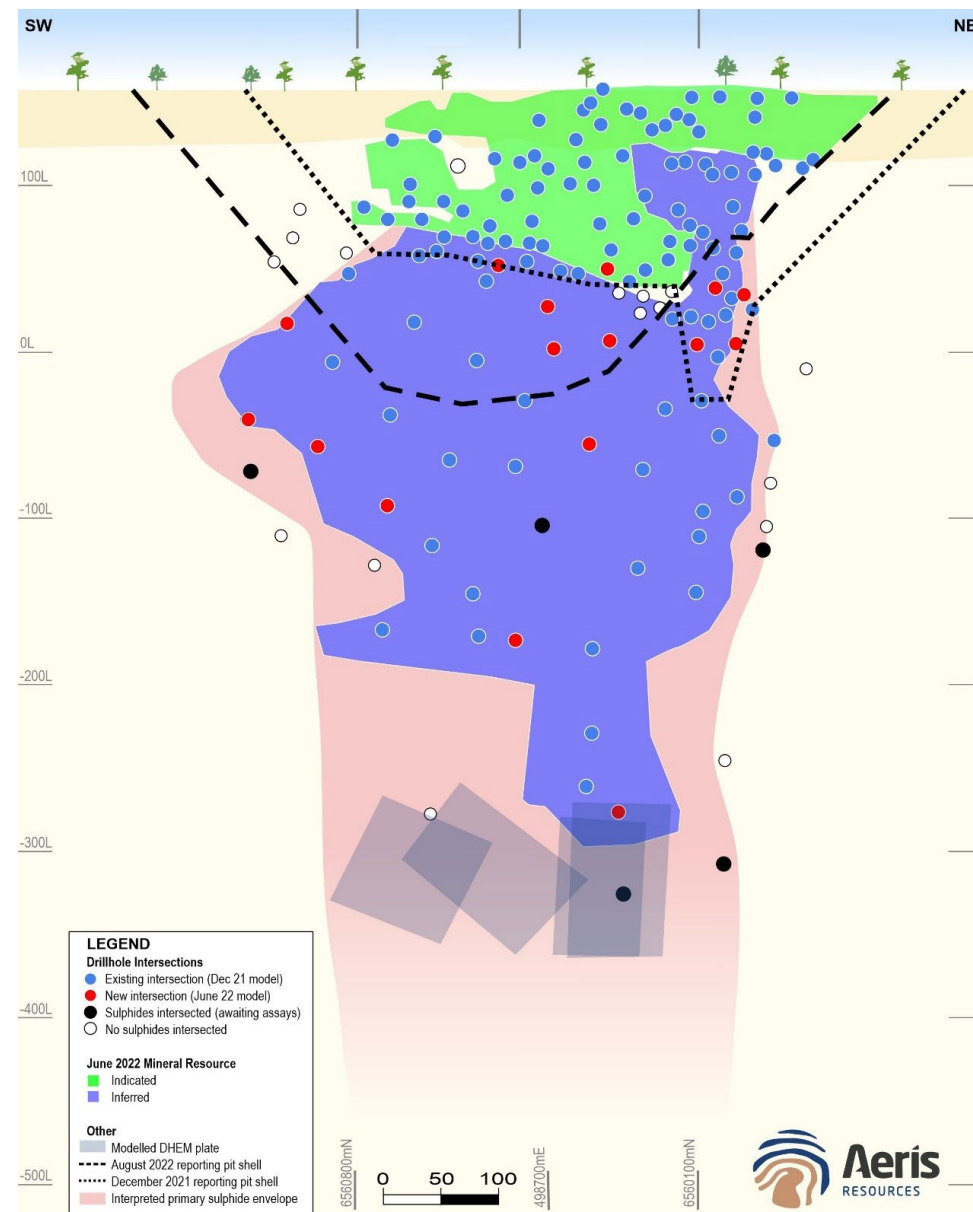 SW
NE
100L
0L
-100L
-200L
-300L
-400L
-500L
LEGEND
Drillhole Intersections
Existing intersection (Dec 21 model)
New intersection (June 22 model)
Sulphides intersected (awaiting assays)
No sulphides intersected
June 2022 Mineral Resource
Indicated
Inferred
Other
Modelled DHEM plate
August 2022 reporting pit shell
December 2021 reporting pit shell
Interpreted primary sulphide envelope
6560800mN
498700mE
6560100mN
0 50 100
Aeris
RESOURCES